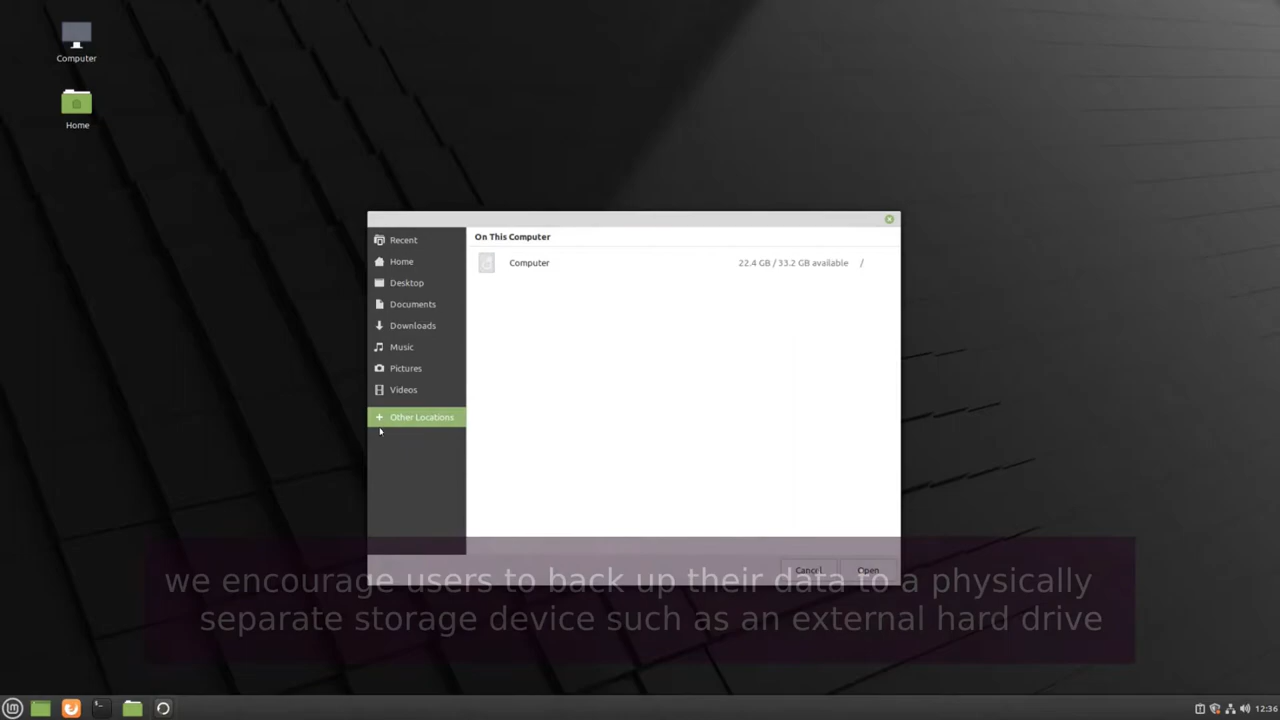 Computer
Home
On This Computer
Recent
Computer 22.4 GB / 33.2 GB available /
Home
Desktop
Documents
Downloads
Music
Pictures
Videos
Other Locations
Cancel Open
we encourage users to back up their data to a physically
separate storage device such as an external hard drive
12:36